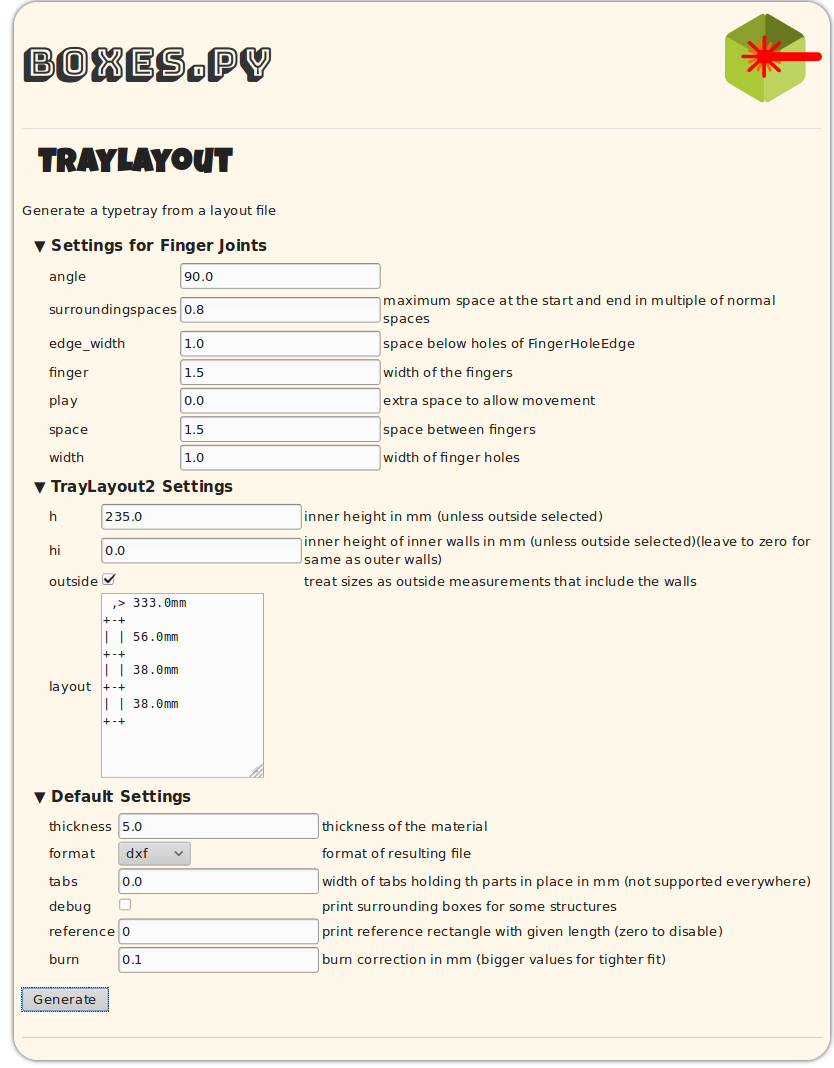 BOXES.PY
TRAYLAYOUT
Generate a typetray from a layout file
▼ Settings for Finger Joints
angle 90.0
surroundingspaces 0.8 maximum space at the start and end in multiple of normal
spaces
edge_width 1.0 space below holes of FingerHoleEdge
finger 1.5 width of the fingers
play 0.0 extra space to allow movement
space 1.5 space between fingers
width 1.0 width of finger holes
▼ TrayLayout2 Settings
h 235.0 inner height in mm (unless outside selected)
hi 0.0 inner height of inner walls in mm (unless outside selected)(leave to zero for
same as outer walls)
outside treat sizes as outside measurements that include the walls
layout
,> 333.0mm
+-+
| | 56.0mm
+-+
| | 38.0mm
+-+
| | 38.0mm
+-+
▼ Default Settings
thickness 5.0 thickness of the material
format dxf format of resulting file
tabs 0.0 width of tabs holding th parts in place in mm (not supported everywhere)
debug print surrounding boxes for some structures
reference 0 print reference rectangle with given length (zero to disable)
burn 0.1 burn correction in mm (bigger values for tighter fit)
Generate